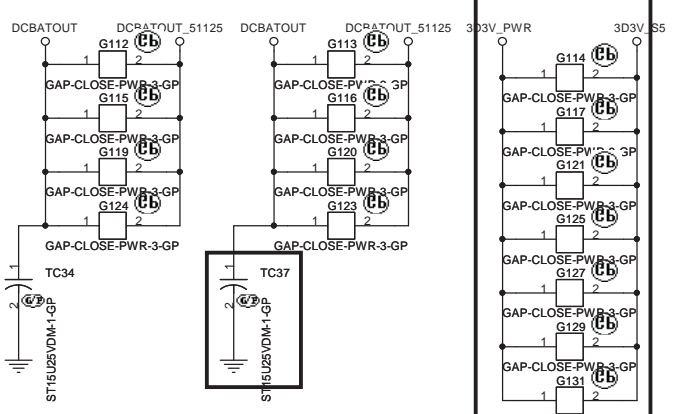 DCBATOUT DCBATOUT_51125
G112
1 2
GAP-CLOSE-PWR-3-GP
G115
1 2
GAP-CLOSE-PWR-3-GP
G119
1 2
GAP-CLOSE-PWR-3-GP
G124
1 2
GAP-CLOSE-PWR-3-GP
1
TC34
2
ST15U25VDM-1-GP
DCBATOUT DCBATOUT_51125
G113
1 2
GAP-CLOSE-PWR-3-GP
G116
1 2
GAP-CLOSE-PWR-3-GP
G120
1 2
GAP-CLOSE-PWR-3-GP
G123
1 2
GAP-CLOSE-PWR-3-GP
1
TC37
2
ST15U25VDM-1-GP
3D3V_PWR 3D3V_S5
G114
1 2
GAP-CLOSE-PWR-3-GP
G117
1 2
GAP-CLOSE-PWR-3-GP
G121
1 2
GAP-CLOSE-PWR-3-GP
G125
1 2
GAP-CLOSE-PWR-3-GP
G127
1 2
GAP-CLOSE-PWR-3-GP
G129
1 2
GAP-CLOSE-PWR-3-GP
G131
1 2